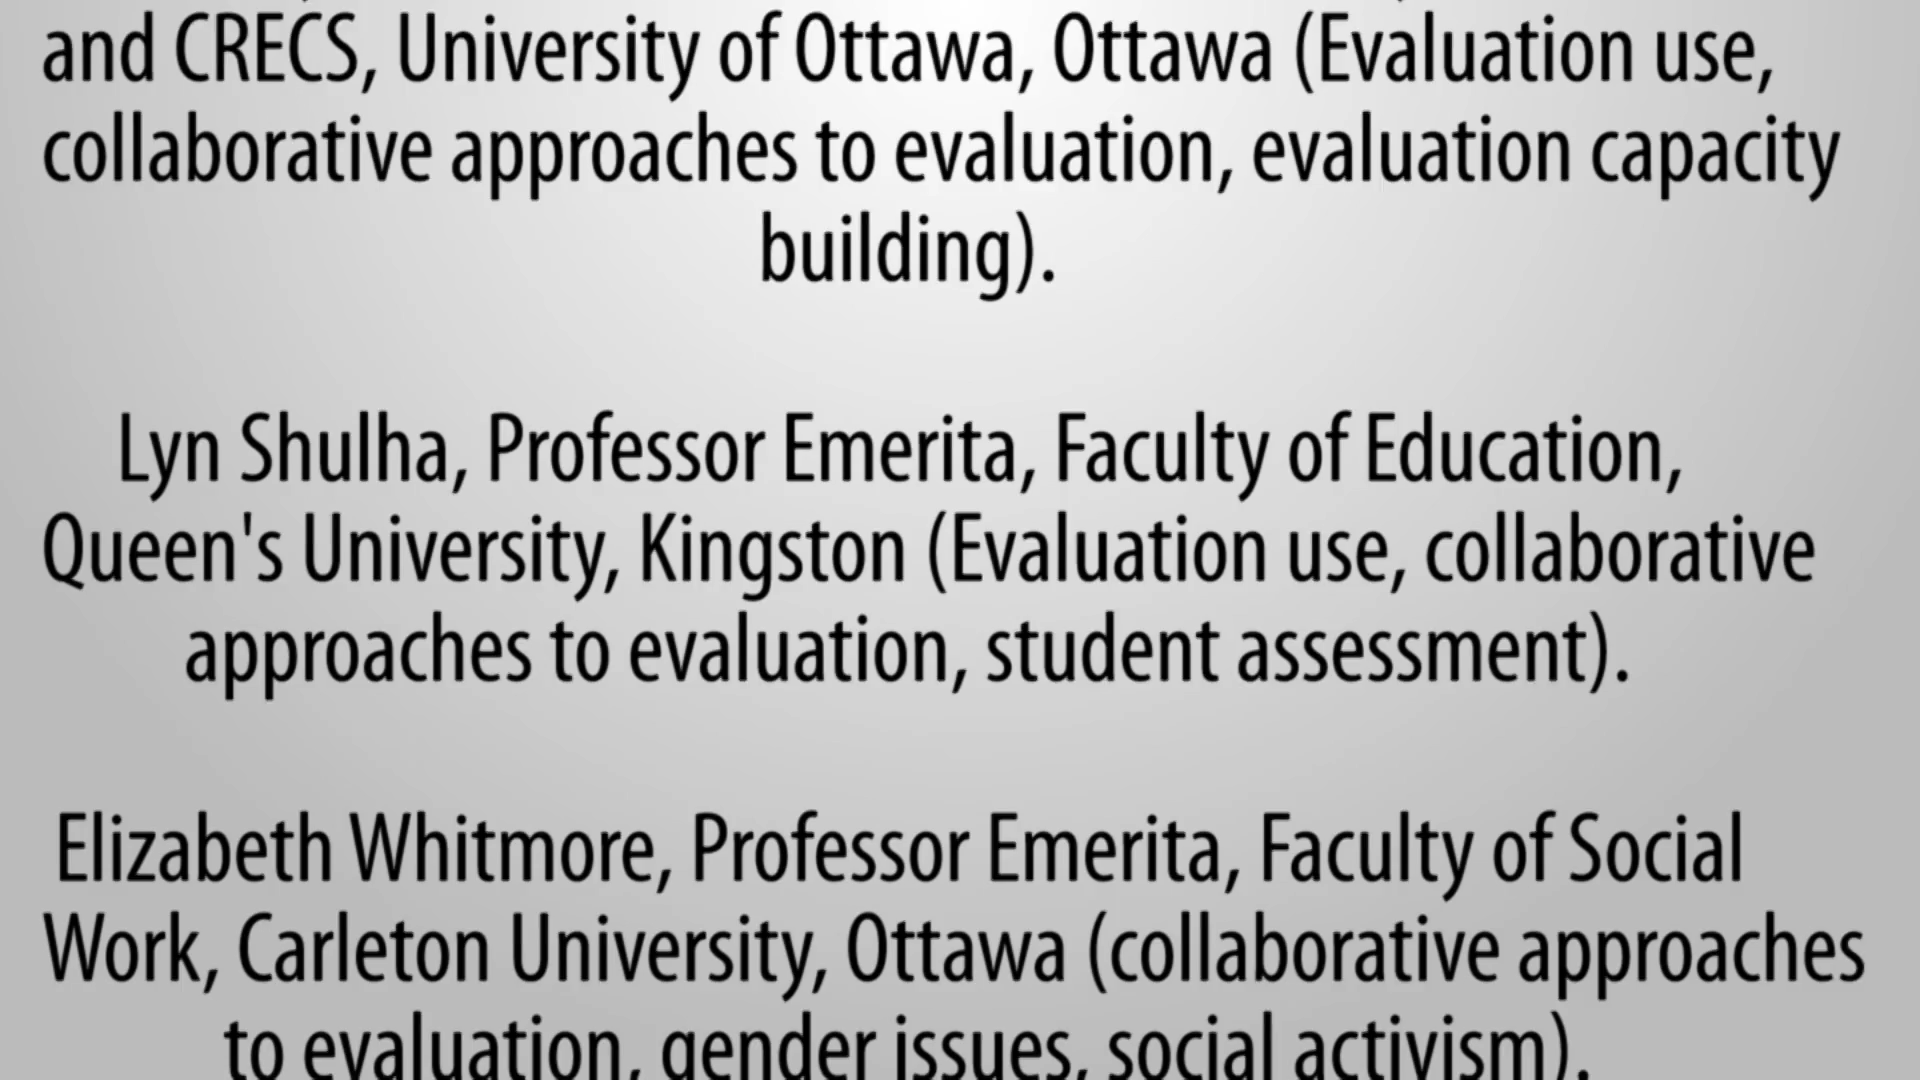 and CRECS, University of Ottawa, Ottawa (Evaluation use,
collaborative approaches to evaluation, evaluation capacity
building).
Lyn Shulha, Professor Emerita, Faculty of Education,
Queen's University, Kingston (Evaluation use, collaborative
approaches to evaluation, student assessment).
Elizabeth Whitmore, Professor Emerita, Faculty of Social
Work, Carleton University, Ottawa (collaborative approaches
to evaluation, gender issues, social activism).